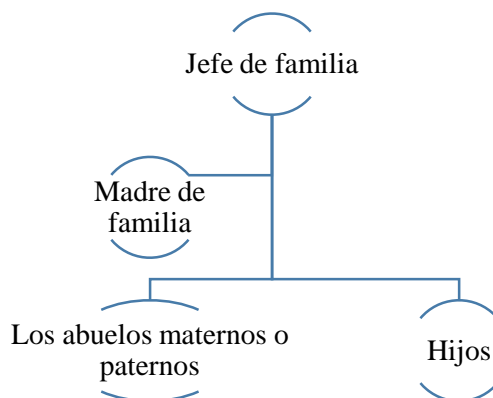 Jefe de familia
Madre de
familia
Los abuelos maternos o
paternos
Hijos